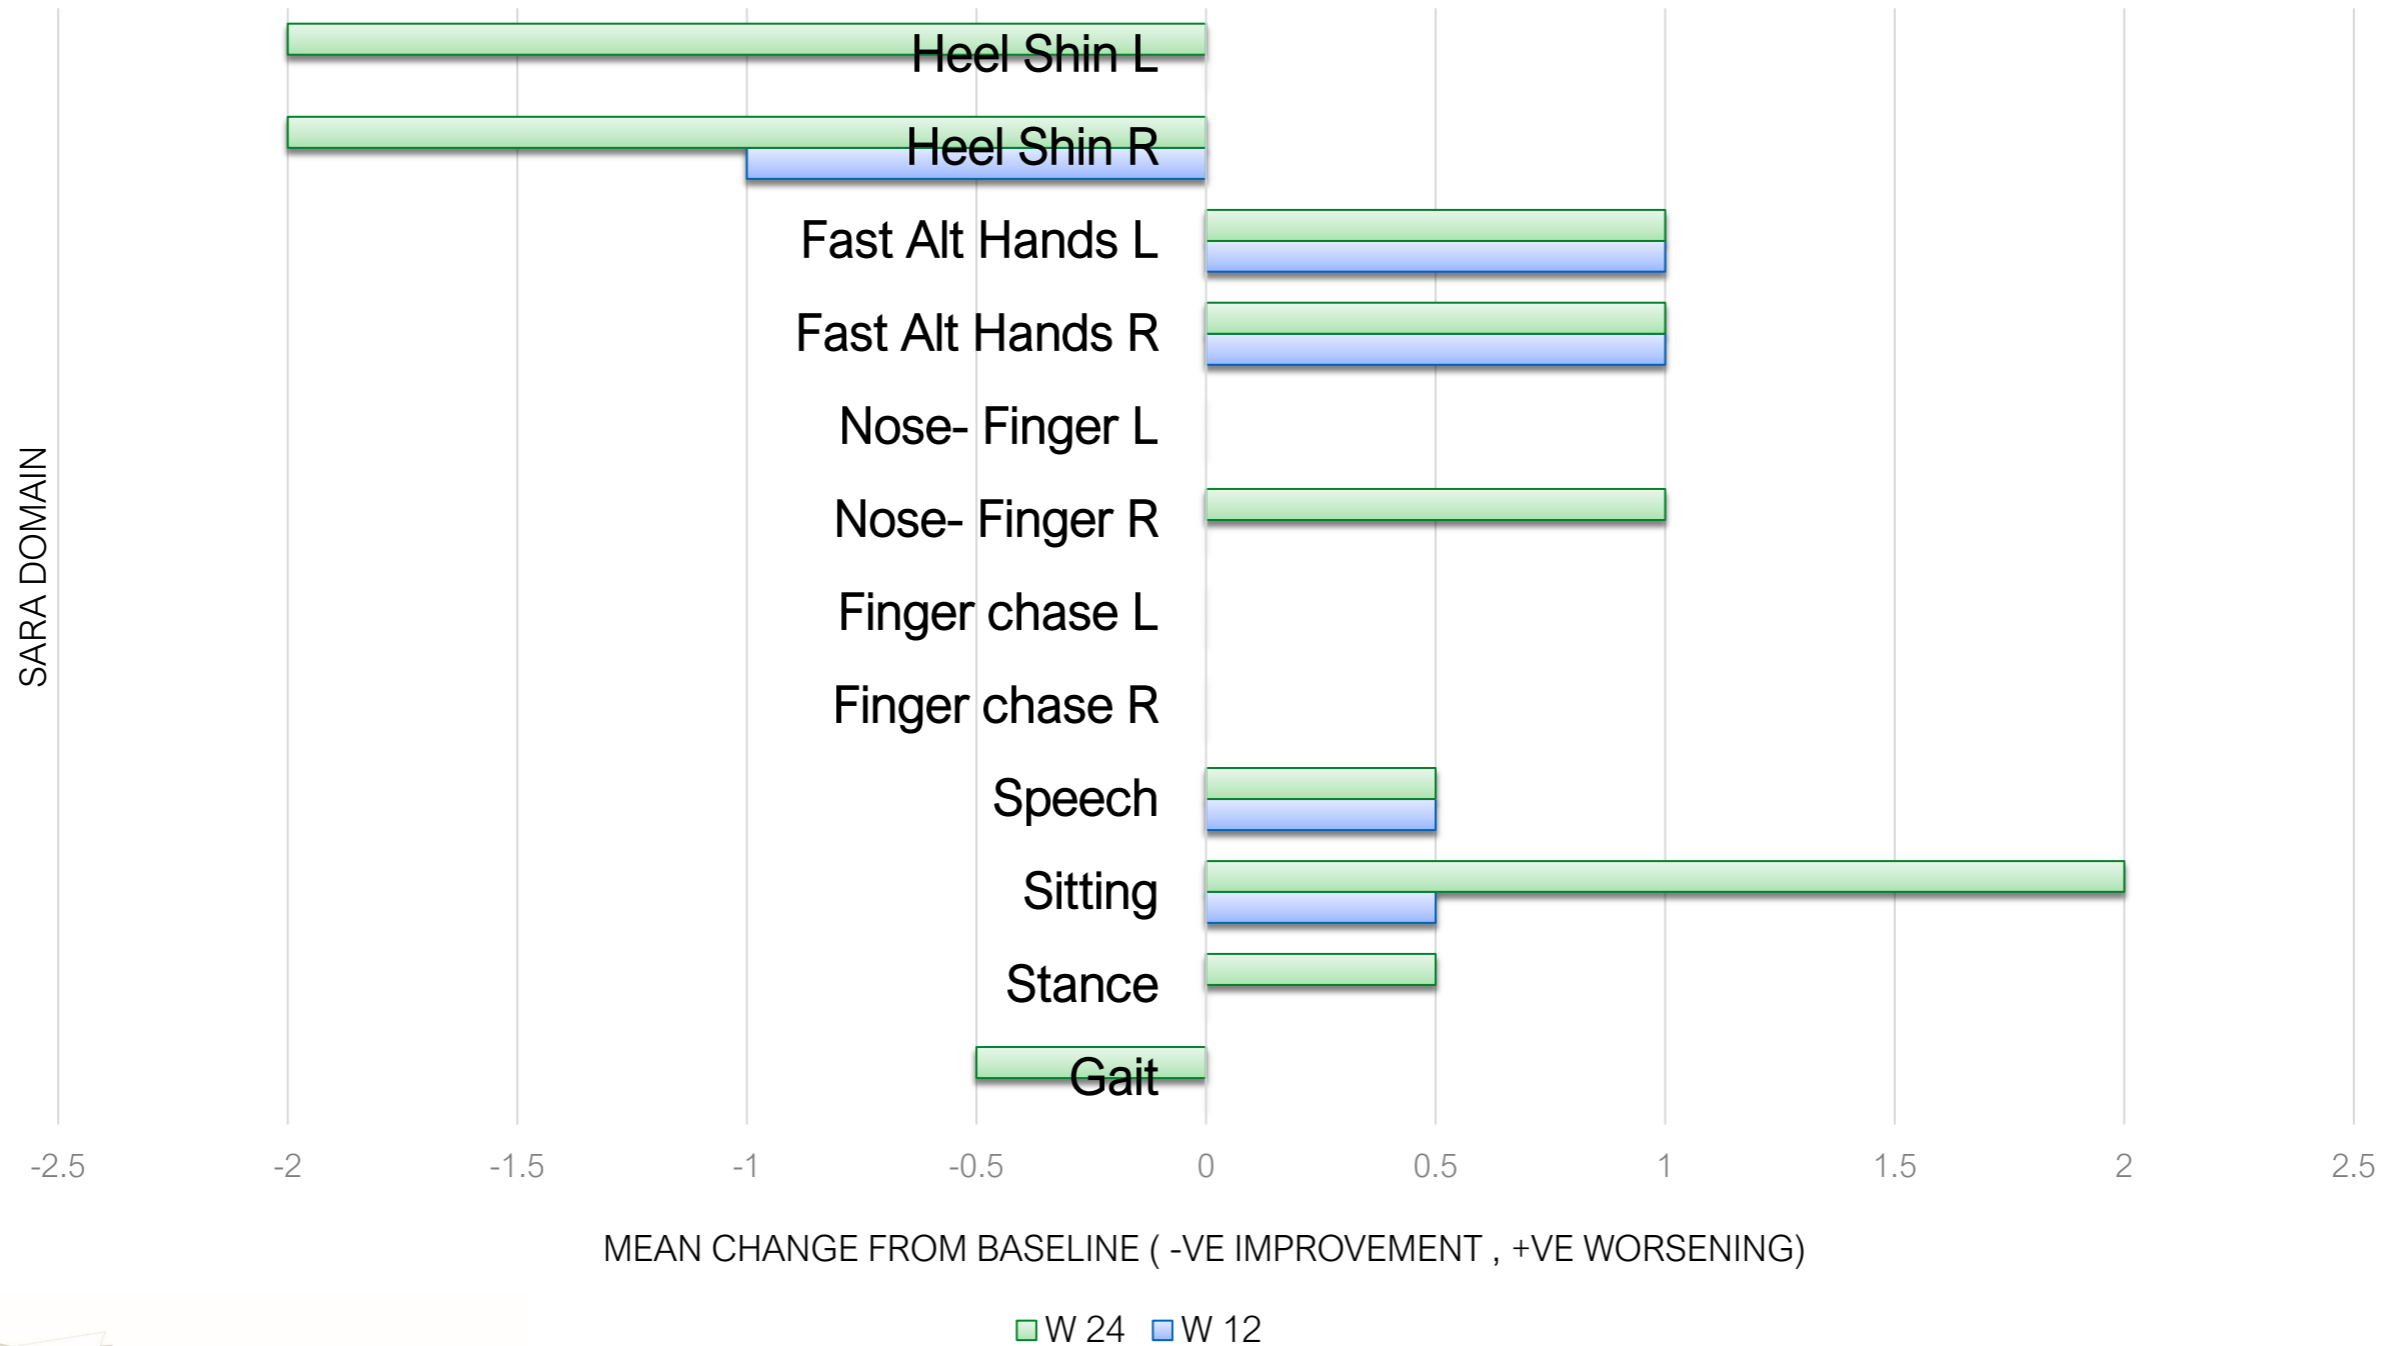 Heel Shin L
Heel Shin R
Fast Alt Hands L
Fast Alt Hands R
Nose- Finger L
Nose- Finger R
Finger chase L
Finger chase R
Speech
Sitting
Stance
Gait
SARA DOMAIN
-2.5 -2 -1.5 -1 -0.5 0 0.5 1 1.5 2 2.5
MEAN CHANGE FROM BASELINE ( -VE IMPROVEMENT , +VE WORSENING)
W 24 W 12